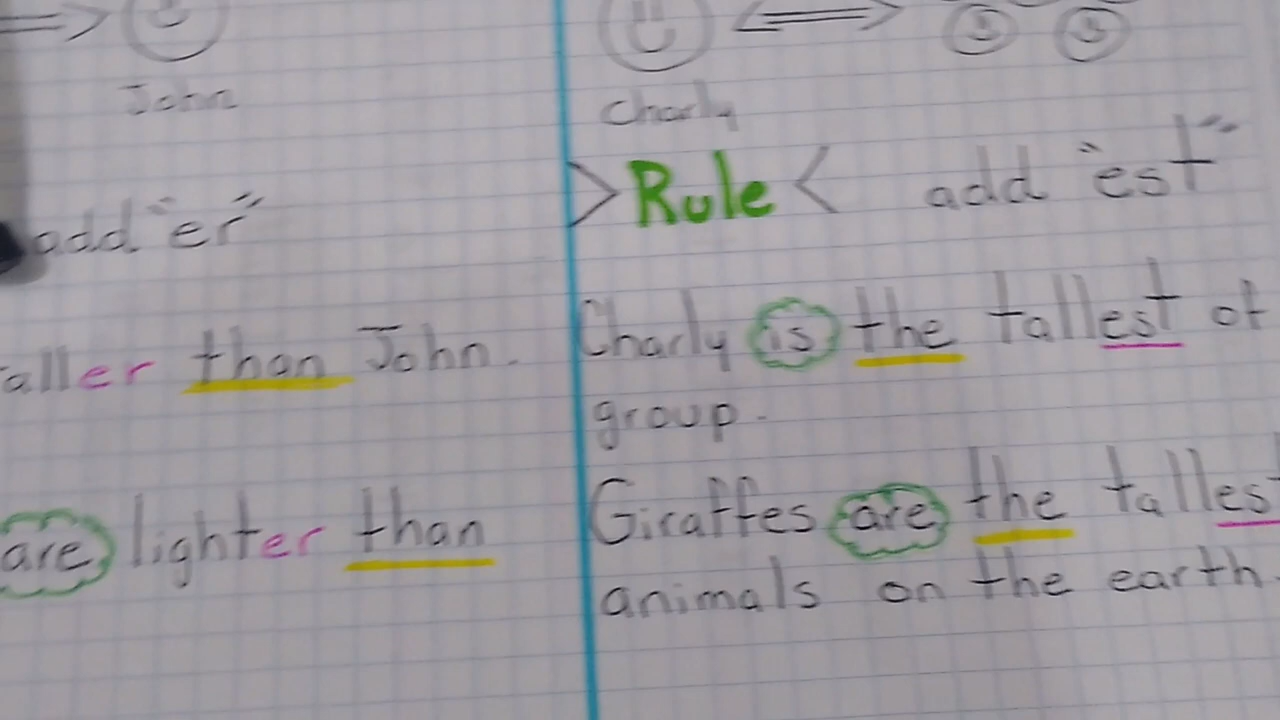 John
add "er"
aller than John.
are lighter than
Charly
>Rule< add "est"
Charly is the tallest of
group.
Giraffes are the tallest
animals on the earth.